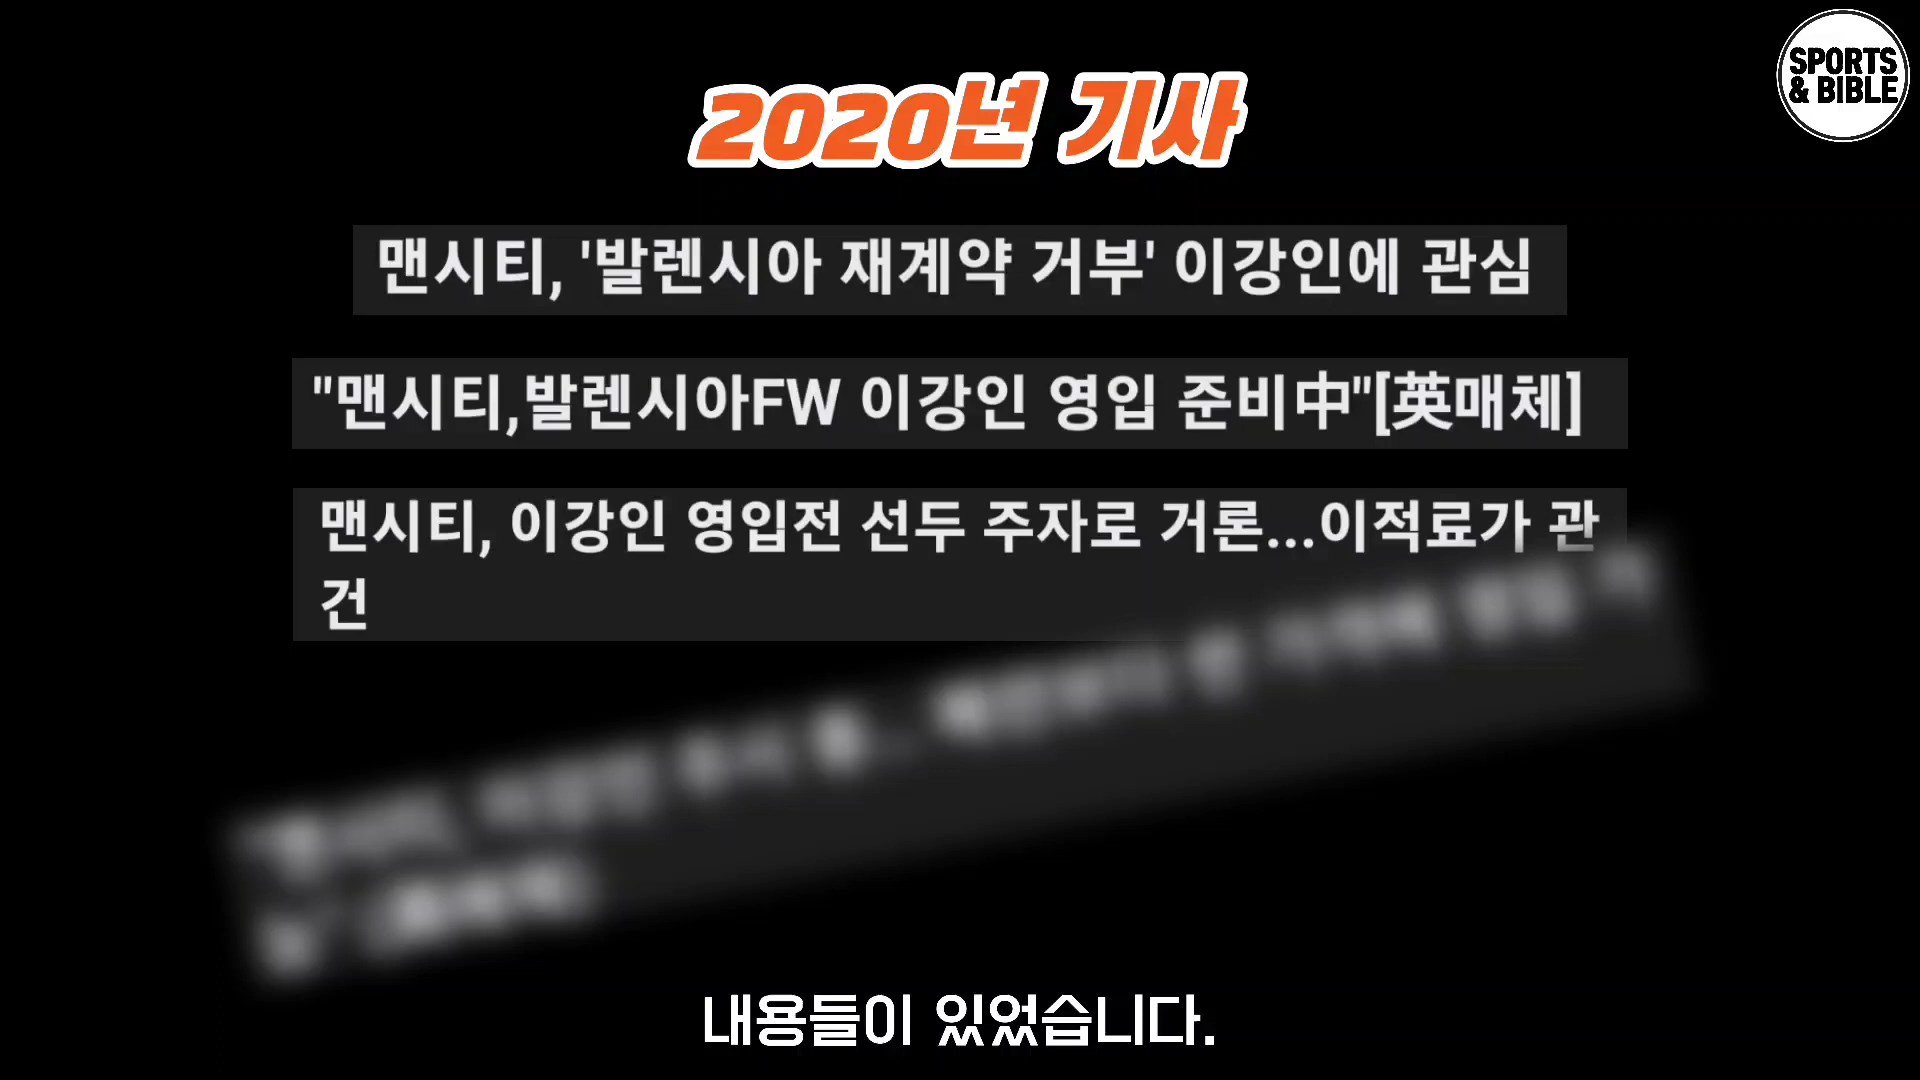 SPORTS
& BIBLE
2020년 기사
맨시티, '발렌시아 재계약 거부' 이강인에 관심
"맨시티,발렌시아FW 이강인 영입 준비中"[英매체]
맨시티, 이강인 영입전 선두 주자로 거론...이적료가 관
건
내용들이 있었습니다.